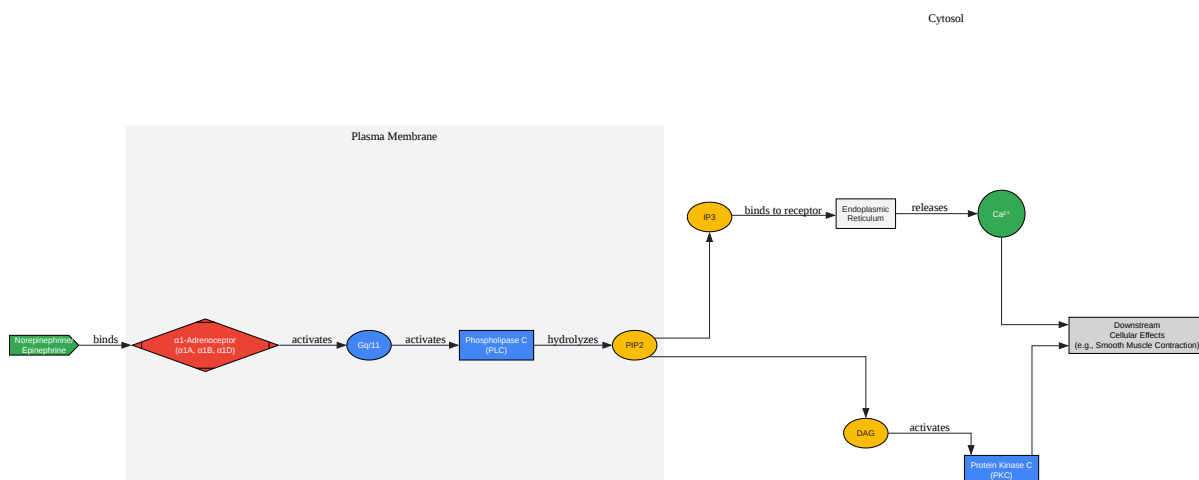 Cytosol
Plasma Membrane
Norepinephrine,
Epinephrine
binds
α1-Adrenoceptor
(α1A, α1B, α1D)
activates
Gq/11
activates
Phospholipase C
(PLC)
hydrolyzes
PIP2
IP3
binds to receptor
Endoplasmic
Reticulum
releases
Ca²⁺
DAG
activates
Protein Kinase C
(PKC)
Downstream
Cellular Effects
(e.g., Smooth Muscle Contraction)